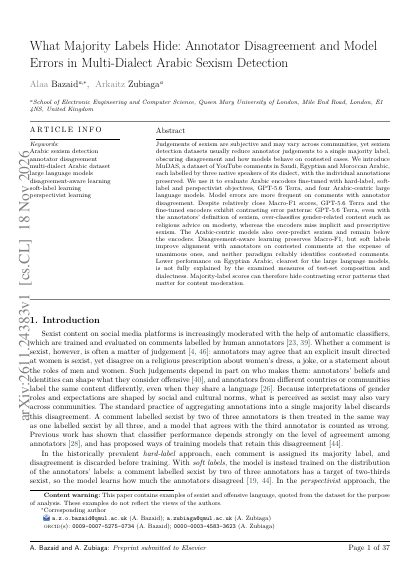 What Majority Labels Hide: Annotator Disagreement and Model
Errors in Multi-Dialect Arabic Sexism Detection
Alaa Bazaid a,*, Arkaitz Zubiaga a
a School of Electronic Engineering and Computer Science, Queen Mary University of London, Mile End Road, London, E1
4NS, United Kingdom
ARTICLE INFO
Keywords:
Arabic sexism detection
annotator disagreement
multi-dialect Arabic dataset
large language models
disagreement-aware learning
soft-label learning
perspectivist learning
Abstract
Judgements of sexism are subjective and may vary across communities, yet sexism
detection datasets usually reduce annotator judgements to a single majority label,
obscuring disagreement and how models behave on contested cases. We introduce
MuDAS, a dataset of YouTube comments in Saudi, Egyptian and Moroccan Arabic,
each labelled by three native speakers of its dialect, with the individual annotations
preserved. We use it to evaluate Arabic encoders fine-tuned with hard-label, soft-
label and perspectivist objectives, GPT-5.6 Terra, and four Arabic-centric large
language models. Model errors are more frequent on comments with annotator
disagreement. Despite relatively close Macro-F1 scores, GPT-5.6 Terra and the
fine-tuned encoders exhibit contrasting error patterns: GPT-5.6 Terra, even with
the annotators' definition of sexism, over-classifies gender-related content such as
religious advice on modesty, whereas the encoders miss implicit and prescriptive
sexism. The Arabic-centric models also over-predict sexism and remain below
the encoders. Disagreement-aware learning preserves Macro-F1, but soft labels
improve alignment with annotators on contested comments at the expense of
unanimous ones, and neither paradigm reliably identifies contested comments.
Lower performance on Egyptian Arabic, clearest for the large language models,
is not fully explained by the examined measures of test-set composition and
dialectness. Majority-label scores can therefore hide contrasting error patterns that
matter for content moderation.
arXiv:2611.24383v1 [cs.CL] 18 Nov 2026
1. Introduction
Sexist content on social media platforms is increasingly moderated with the help of automatic classifiers,
which are trained and evaluated on comments labelled by human annotators [23, 39]. Whether a comment is
sexist, however, is often a matter of judgement [4, 46]: annotators may agree that an explicit insult directed
at women is sexist, yet disagree on a religious prescription about women's dress, a joke, or a statement about
the roles of men and women. Such judgements depend in part on who makes them: annotators' beliefs and
identities can shape what they consider offensive [40], and annotators from different countries or communities
label the same content differently, even when they share a language [26]. Because interpretations of gender
roles and expectations are shaped by social and cultural norms, what is perceived as sexist may also vary
across communities. The standard practice of aggregating annotations into a single majority label discards
this disagreement. A comment labelled sexist by two of three annotators is then treated in the same way
as one labelled sexist by all three, and a model that agrees with the third annotator is counted as wrong.
Previous work has shown that classifier performance depends strongly on the level of agreement among
annotators [28], and has proposed ways of training models that retain this disagreement [44].
In the historically prevalent hard-label approach, each comment is assigned its majority label, and
disagreement is discarded before training. With soft labels, the model is instead trained on the distribution
of the annotators' labels: a comment labelled sexist by two of three annotators has a target of two-thirds
sexist, so the model learns how much the annotators disagreed [19, 44]. In the perspectivist approach, the
Content warning: This paper contains examples of sexist and offensive language, quoted from the dataset for the purpose
of analysis. These examples do not reflect the views of the authors.
*Corresponding author
a.z.o.bazaid@qmul.ac.uk (A. Bazaid); a.zubiaga@qmul.ac.uk (A. Zubiaga)
ORCID(s): 0009-0007-5275-0734 (A. Bazaid); 0000-0003-4583-3623 (A. Zubiaga)
A. Bazaid and A. Zubiaga: Preprint submitted to Elsevier
Page 1 of 37